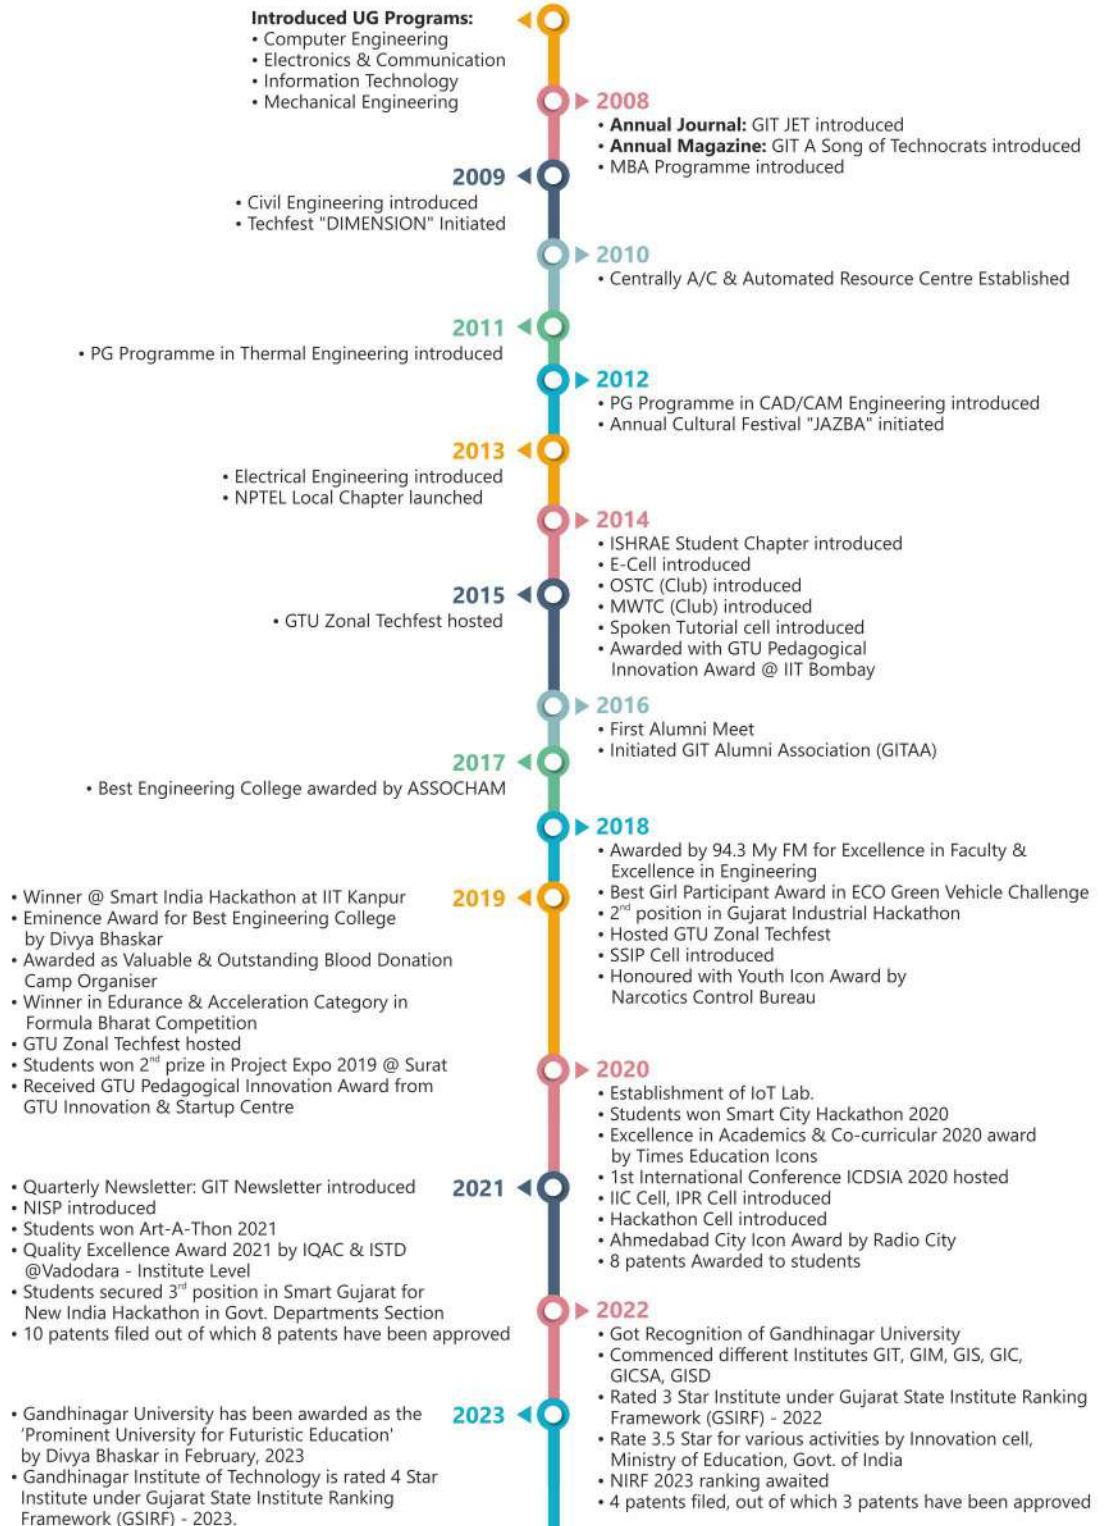 Introduced UG Programs:
• Computer Engineering
• Electronics & Communication
• Information Technology
• Mechanical Engineering
2008
• Annual Journal: GIT JET introduced
• Annual Magazine: GIT A Song of Technocrats introduced
• MBA Programme introduced
2009
• Civil Engineering introduced
• Techfest "DIMENSION" Initiated
2010
• Centrally A/C & Automated Resource Centre Established
2011
• PG Programme in Thermal Engineering introduced
2012
• PG Programme in CAD/CAM Engineering introduced
• Annual Cultural Festival "JAZBA" initiated
2013
• Electrical Engineering introduced
• NPTEL Local Chapter launched
2014
• ISHRAE Student Chapter introduced
• E-Cell introduced
• OSTC (Club) introduced
• MWTC (Club) introduced
• Spoken Tutorial cell introduced
• Awarded with GTU Pedagogical
Innovation Award @ IIT Bombay
2015
• GTU Zonal Techfest hosted
2016
• First Alumni Meet
• Initiated GIT Alumni Association (GITAA)
2017
• Best Engineering College awarded by ASSOCHAM
2018
• Awarded by 94.3 My FM for Excellence in Faculty &
Excellence in Engineering
• Best Girl Participant Award in ECO Green Vehicle Challenge
• 2nd position in Gujarat Industrial Hackathon
• Hosted GTU Zonal Techfest
• SSIP Cell introduced
• Honoured with Youth Icon Award by
Narcotics Control Bureau
2019
• Winner @ Smart India Hackathon at IIT Kanpur
• Eminence Award for Best Engineering College
by Divya Bhaskar
• Awarded as Valuable & Outstanding Blood Donation
Camp Organiser
• Winner in Edurance & Acceleration Category in
Formula Bharat Competition
• GTU Zonal Techfest hosted
• Students won 2nd prize in Project Expo 2019 @ Surat
• Received GTU Pedagogical Innovation Award from
GTU Innovation & Startup Centre
2020
• Establishment of IoT Lab.
• Students won Smart City Hackathon 2020
• Excellence in Academics & Co-curricular 2020 award
by Times Education Icons
• 1st International Conference ICDSIA 2020 hosted
• IIC Cell, IPR Cell introduced
• Hackathon Cell introduced
• Ahmedabad City Icon Award by Radio City
• 8 patents Awarded to students
2021
• Quarterly Newsletter: GIT Newsletter introduced
• NISP introduced
• Students won Art-A-Thon 2021
• Quality Excellence Award 2021 by IQAC & ISTD
@Vadodara - Institute Level
• Students secured 3rd position in Smart Gujarat for
New India Hackathon in Govt. Departments Section
• 10 patents filed out of which 8 patents have been approved
2022
• Got Recognition of Gandhinagar University
• Commenced different Institutes GIT, GIM, GIS, GIC,
GICSA, GISD
• Rated 3 Star Institute under Gujarat State Institute Ranking
Framework (GSIRF) - 2022
• Rate 3.5 Star for various activities by Innovation cell,
Ministry of Education, Govt. of India
• NIRF 2023 ranking awaited
• 4 patents filed, out of which 3 patents have been approved
2023
• Gandhinagar University has been awarded as the
'Prominent University for Futuristic Education'
by Divya Bhaskar in February, 2023
• Gandhinagar Institute of Technology is rated 4 Star
Institute under Gujarat State Institute Ranking
Framework (GSIRF) - 2023.